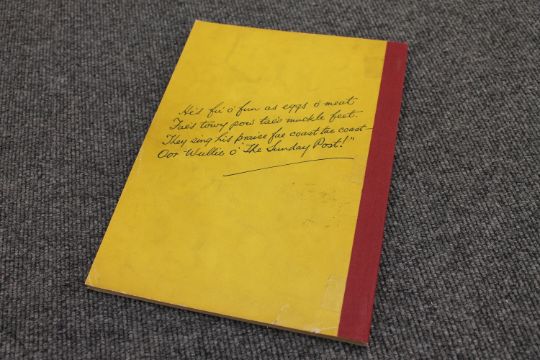 He's fu' o' fun as eggs o' meat
Tae's towy pow tae's muckle feet.
They sing his praise fae coast tae coast—
Oor Wullie o' The Sunday Post!"